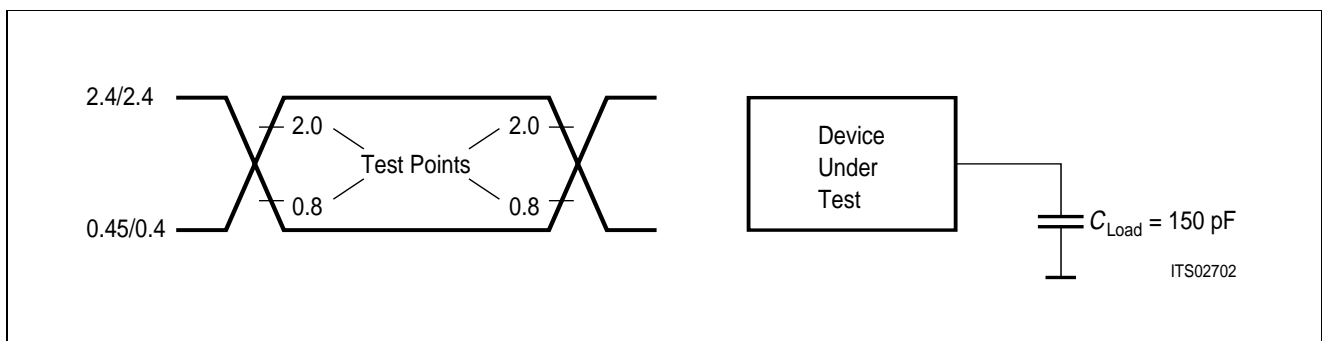 2.4/2.4
2.0
2.0
Test Points
0.8
0.8
0.45/0.4
Device
Under
Test
C Load = 150 pF
ITS02702